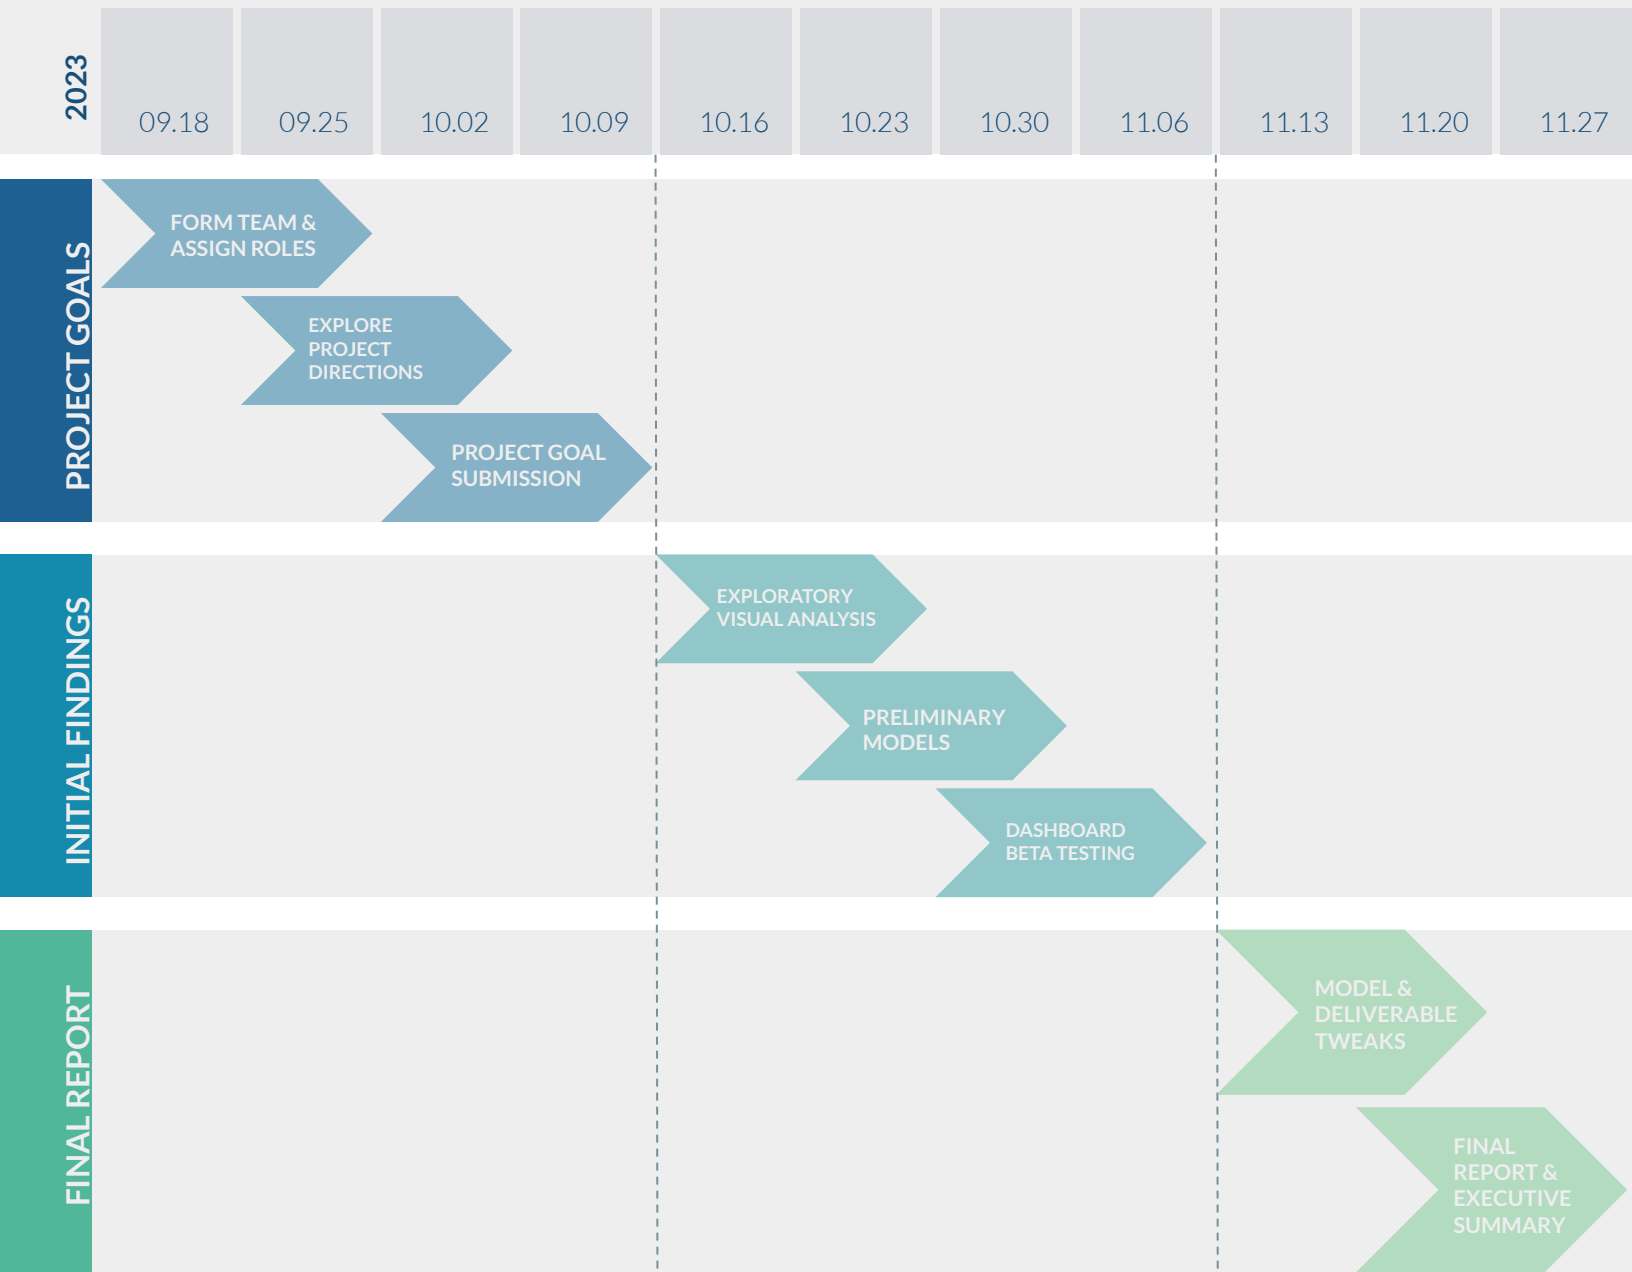 2023
09.18
09.25
10.02
10.09
10.16
10.23
10.30
11.06
11.13
11.20
11.27
PROJECT GOALS
FORM TEAM &
ASSIGN ROLES
EXPLORE
PROJECT
DIRECTIONS
PROJECT GOAL
SUBMISSION
INITIAL FINDINGS
EXPLORATORY
VISUAL ANALYSIS
PRELIMINARY
MODELS
DASHBOARD
BETA TESTING
FINAL REPORT
MODEL &
DELIVERABLE
TWEAKS
FINAL
REPORT &
EXECUTIVE
SUMMARY